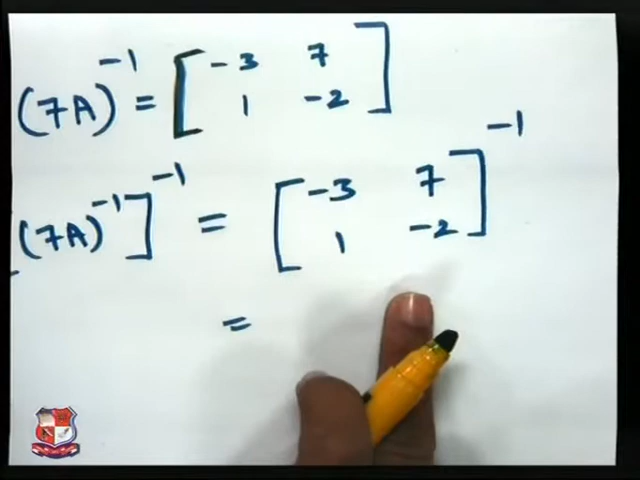 (7A)⁻¹ = [ -3 7
1 -2 ]
(7A)⁻¹]⁻¹ = [ -3 7
1 -2 ]⁻¹
=